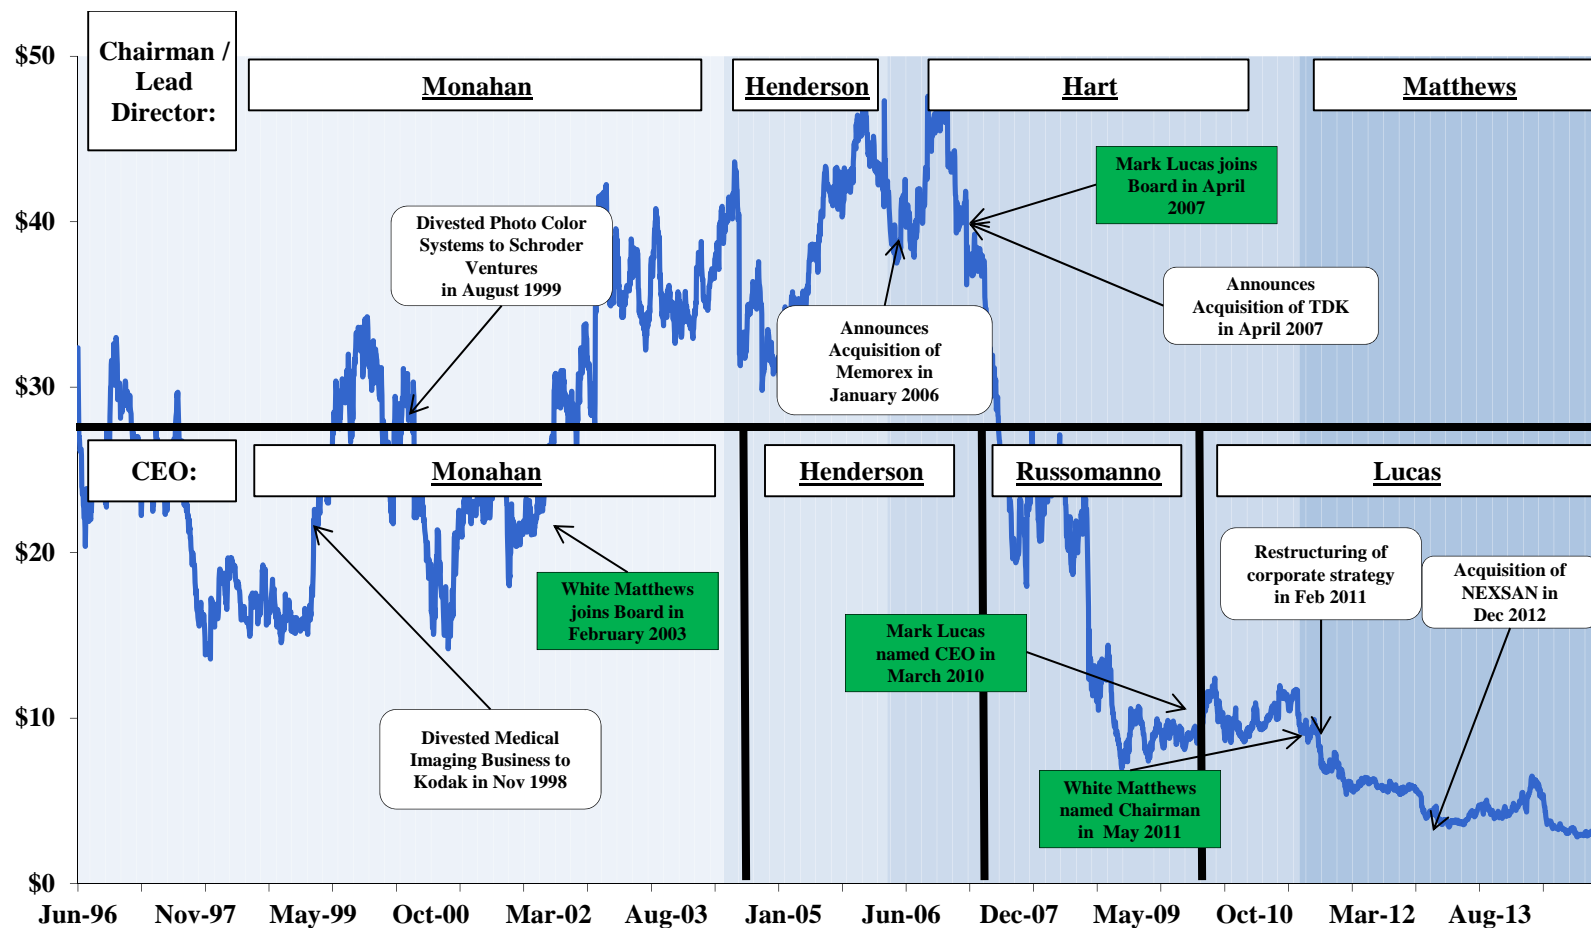 Chairman /
Lead
Director:
Monahan
Henderson
Hart
Matthews
$50
$40
$30
$20
$10
$0
Mark Lucas joins
Board in April
2007
Divested Photo Color
Systems to Schroder
Ventures
in August 1999
Announces
Acquisition of TDK
in April 2007
Announces
Acquisition of
Memorex in
January 2006
CEO:
Monahan
Henderson
Russomanno
Lucas
Restructuring of
corporate strategy
in Feb 2011
Acquisition of
NEXSAN in
Dec 2012
White Matthews
joins Board in
February 2003
Mark Lucas
named CEO in
March 2010
Divested Medical
Imaging Business to
Kodak in Nov 1998
White Matthews
named Chairman
in May 2011
Jun-96 Nov-97 May-99 Oct-00 Mar-02 Aug-03 Jan-05 Jun-06 Dec-07 May-09 Oct-10 Mar-12 Aug-13